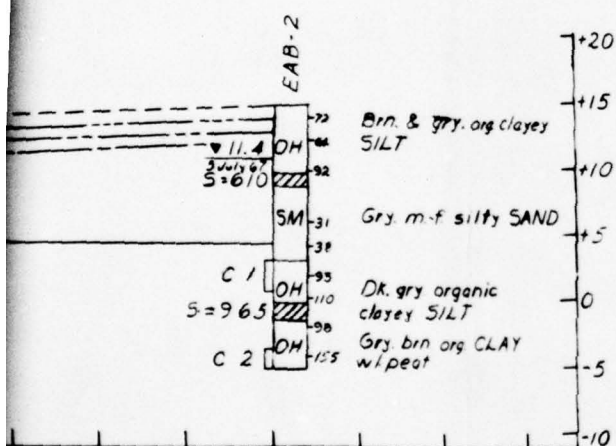 EAB-2
+20
+15
72
Brn. & gry. org clayey
SILT
OH
▼ 11.4
3 July 67
S=610
92
+10
SM
31
Gry. m-f silty SAND
+5
38
C 1
OH
95
110
Dk. gry organic
clayey SILT
0
S=965
98
OH
Gry. brn org. CLAY
w/peat
C 2
155
-5
-10